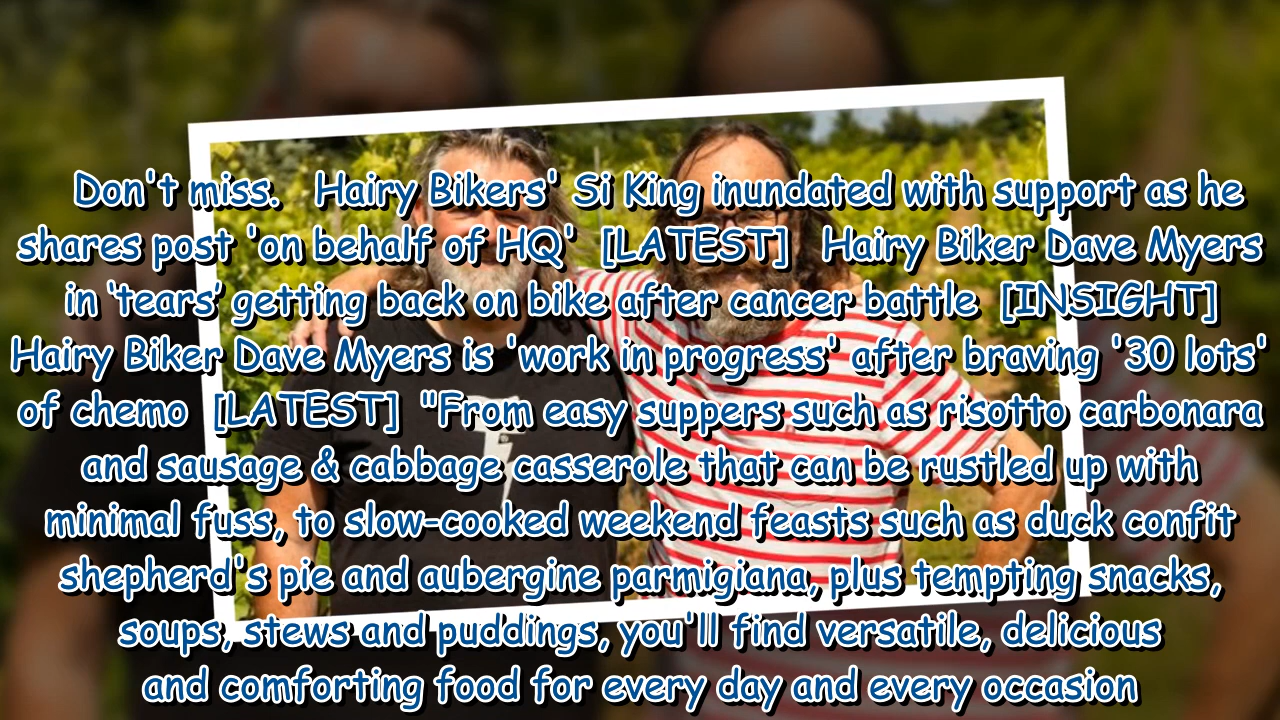 Don't miss.   Hairy Bikers' Si King inundated with support as he
shares post 'on behalf of HQ'  [LATEST]   Hairy Biker Dave Myers
in ‘tears’ getting back on bike after cancer battle  [INSIGHT]
Hairy Biker Dave Myers is 'work in progress' after braving '30 lots'
of chemo  [LATEST]  "From easy suppers such as risotto carbonara
and sausage & cabbage casserole that can be rustled up with
minimal fuss, to slow-cooked weekend feasts such as duck confit
shepherd's pie and aubergine parmigiana, plus tempting snacks,
soups, stews and puddings, you'll find versatile, delicious
and comforting food for every day and every occasion